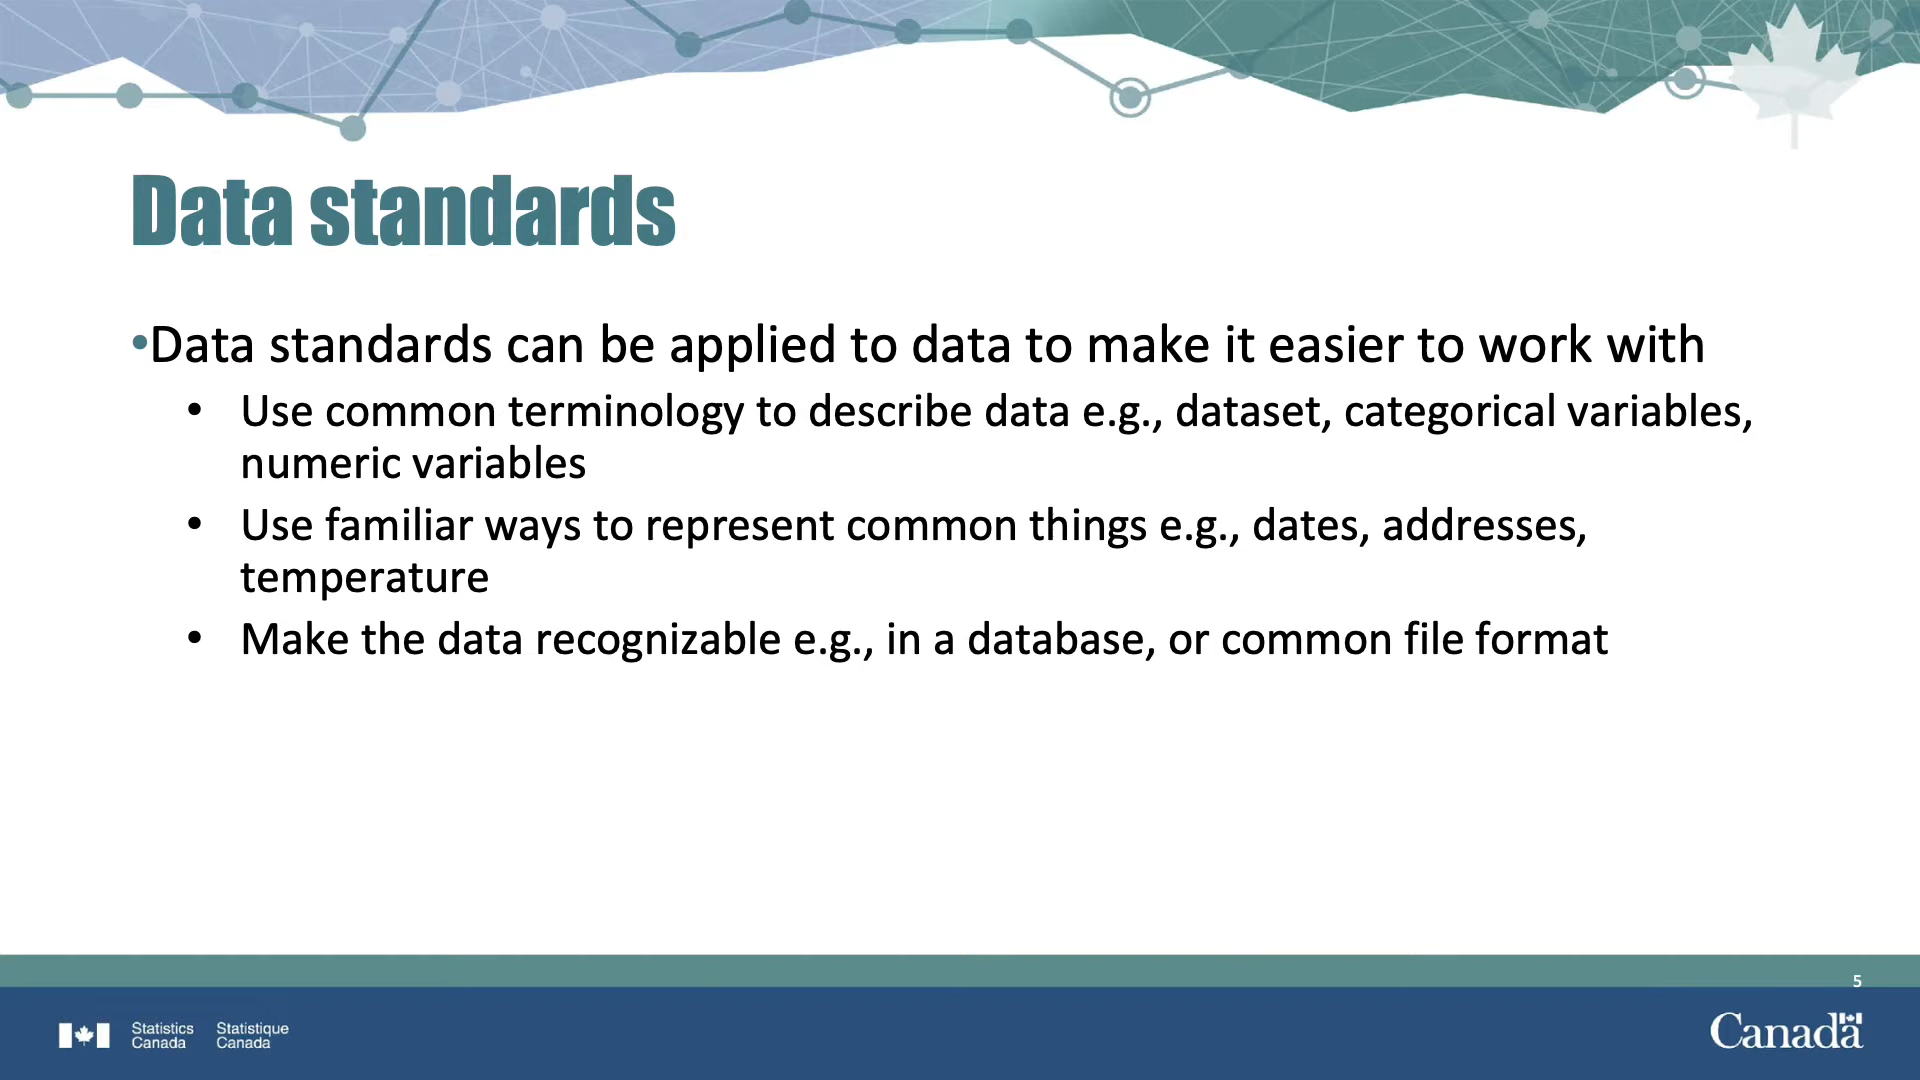 Data standards
•Data standards can be applied to data to make it easier to work with
• Use common terminology to describe data e.g., dataset, categorical variables,
numeric variables
• Use familiar ways to represent common things e.g., dates, addresses,
temperature
• Make the data recognizable e.g., in a database, or common file format
5
Statistics Statistique
Canada Canada
Canada